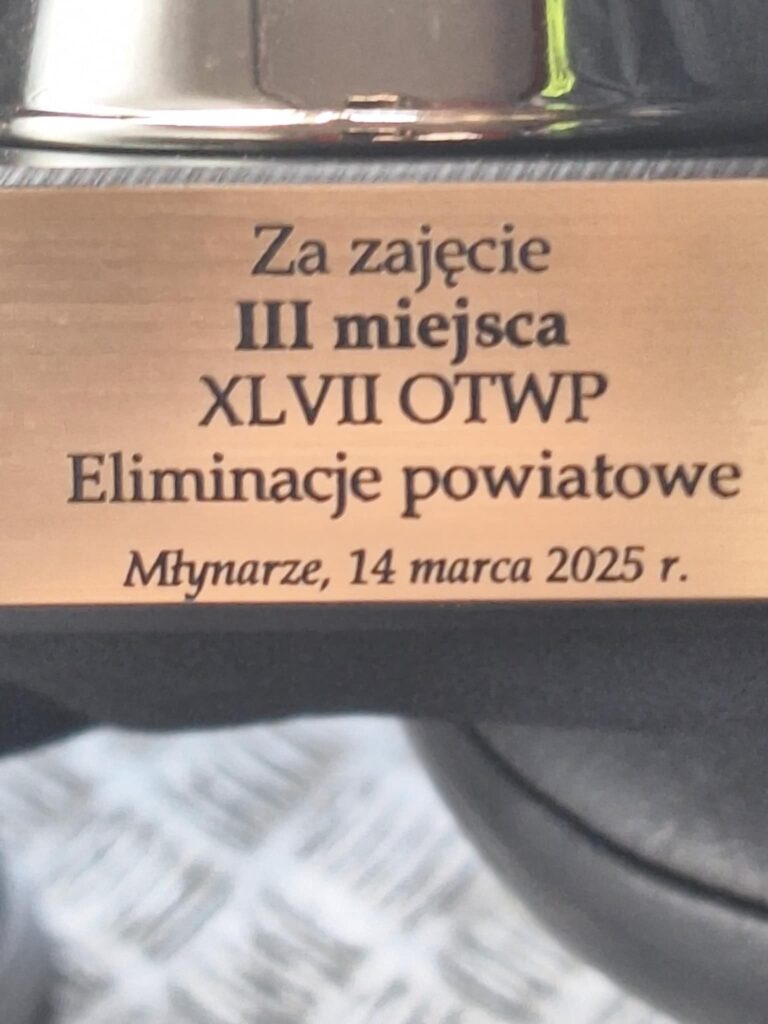 Za zajęcie
III miejsca
XLVII OTWP
Eliminacje powiatowe
Młynarze, 14 marca 2025 r.